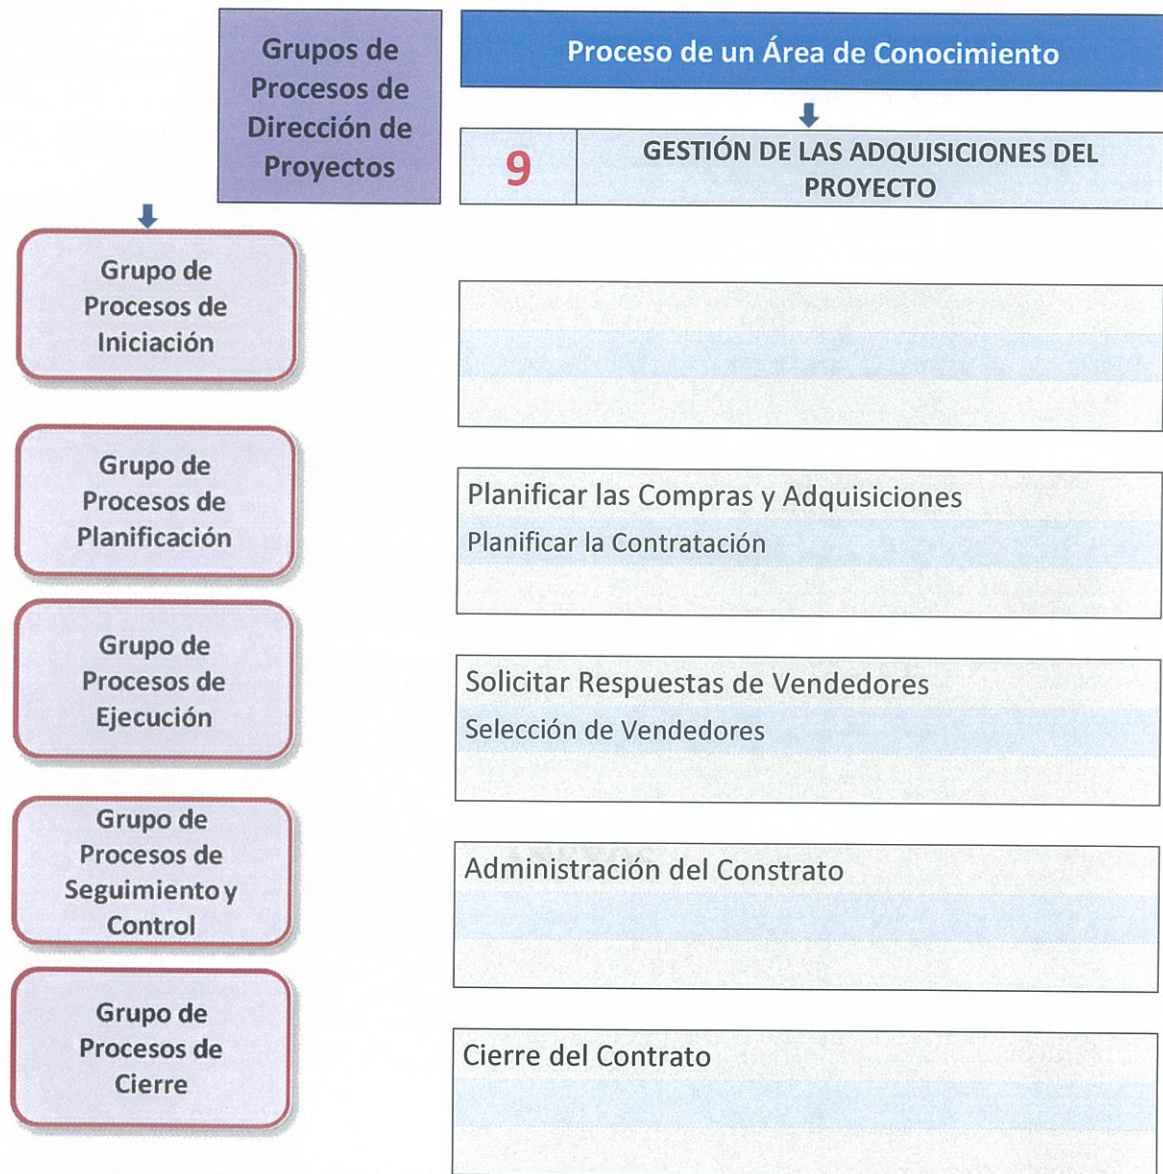 Grupos de
Procesos de
Dirección de
Proyectos
Proceso de un Área de Conocimiento
9
GESTIÓN DE LAS ADQUISICIONES DEL
PROYECTO
Grupo de
Procesos de
Iniciación
Grupo de
Procesos de
Planificación
Planificar las Compras y Adquisiciones
Planificar la Contratación
Grupo de
Procesos de
Ejecución
Solicitar Respuestas de Vendedores
Selección de Vendedores
Grupo de
Procesos de
Seguimiento y
Control
Administración del Constrato
Grupo de
Procesos de
Cierre
Cierre del Contrato